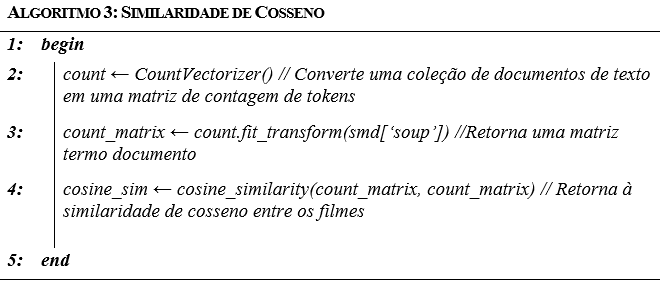 ALGORITMO 3: SIMILARIDADE DE COSSENO
1: begin
2: count ← CountVectorizer() // Converte uma coleção de documentos de texto
em uma matriz de contagem de tokens
3: count_matrix ← count.fit_transform(smd[‘soup’]) //Retorna uma matriz
termo documento
4: cosine_sim ← cosine_similarity(count_matrix, count_matrix) // Retorna à
similaridade de cosseno entre os filmes
5: end